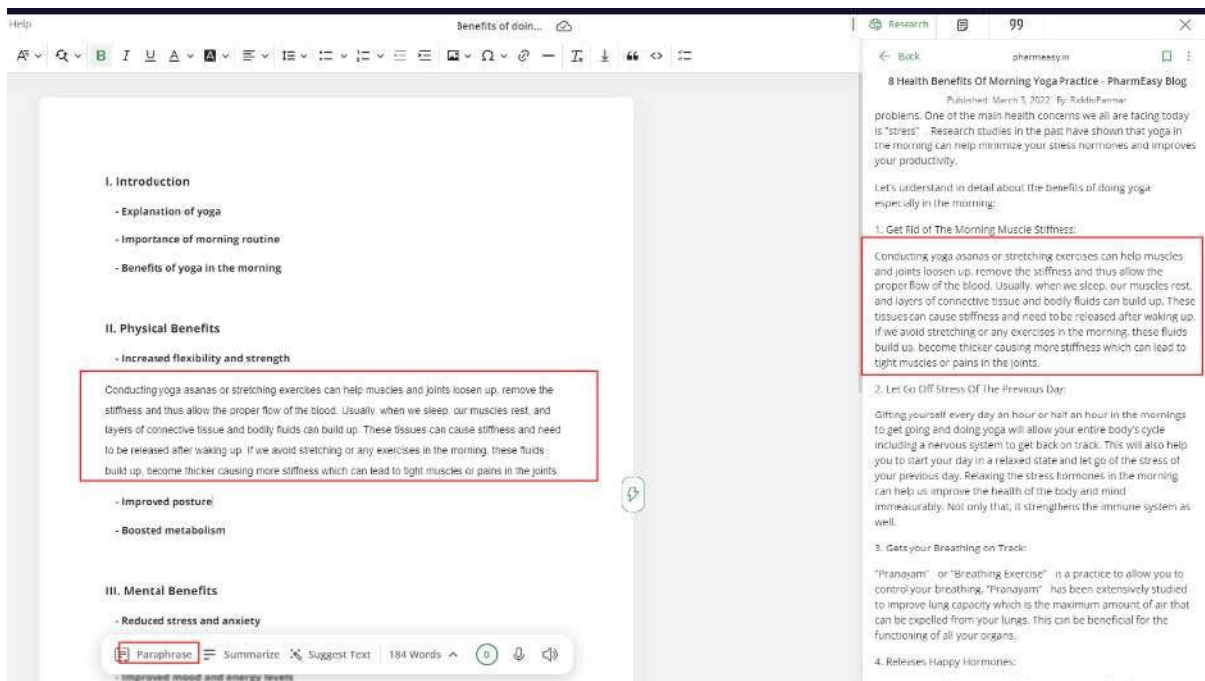 Help
Benefits of doin...
Research
99
B I U A A
Back
pharmeasy.in
8 Health Benefits Of Morning Yoga Practice - PharmEasy Blog
Published: March 3, 2022 By: RiddhiParmar
problems. One of the main health concerns we all are facing today
is "stress" . Research studies in the past have shown that yoga in
the morning can help minimize your stress hormones and improves
your productivity.
Let's understand in detail about the benefits of doing yoga
especially in the morning:
1. Get Rid of The Morning Muscle Stiffness:
Conducting yoga asanas or stretching exercises can help muscles
and joints loosen up, remove the stiffness and thus allow the
proper flow of the blood. Usually, when we sleep, our muscles rest,
and layers of connective tissue and bodily fluids can build up. These
tissues can cause stiffness and need to be released after waking up.
If we avoid stretching or any exercises in the morning, these fluids
build up, become thicker causing more stiffness which can lead to
tight muscles or pains in the joints.
2. Let Go Off Stress Of The Previous Day:
Gifting yourself every day an hour or half an hour in the mornings
to get going and doing yoga will allow your entire body's cycle
including a nervous system to get back on track. This will also help
you to start your day in a relaxed state and let go of the stress of
your previous day. Relaxing the stress hormones in the morning
can help us improve the health of the body and mind
immeasurably. Not only that, it strengthens the immune system as
well.
3. Gets your Breathing on Track:
"Pranayam" or "Breathing Exercise" is a practice to allow you to
control your breathing. "Pranayam" has been extensively studied
to improve lung capacity which is the maximum amount of air that
can be expelled from your lungs. This can be beneficial for the
functioning of all your organs.
4. Releases Happy Hormones:
I. Introduction
- Explanation of yoga
- Importance of morning routine
- Benefits of yoga in the morning
II. Physical Benefits
- Increased flexibility and strength
Conducting yoga asanas or stretching exercises can help muscles and joints loosen up, remove the
stiffness and thus allow the proper flow of the blood. Usually, when we sleep, our muscles rest, and
layers of connective tissue and bodily fluids can build up. These tissues can cause stiffness and need
to be released after waking up. If we avoid stretching or any exercises in the morning, these fluids
build up, become thicker causing more stiffness which can lead to tight muscles or pains in the joints.
- Improved posture
- Boosted metabolism
III. Mental Benefits
- Reduced stress and anxiety
Paraphrase Summarize Suggest Text 184 Words 0
- Improved mood and energy levels